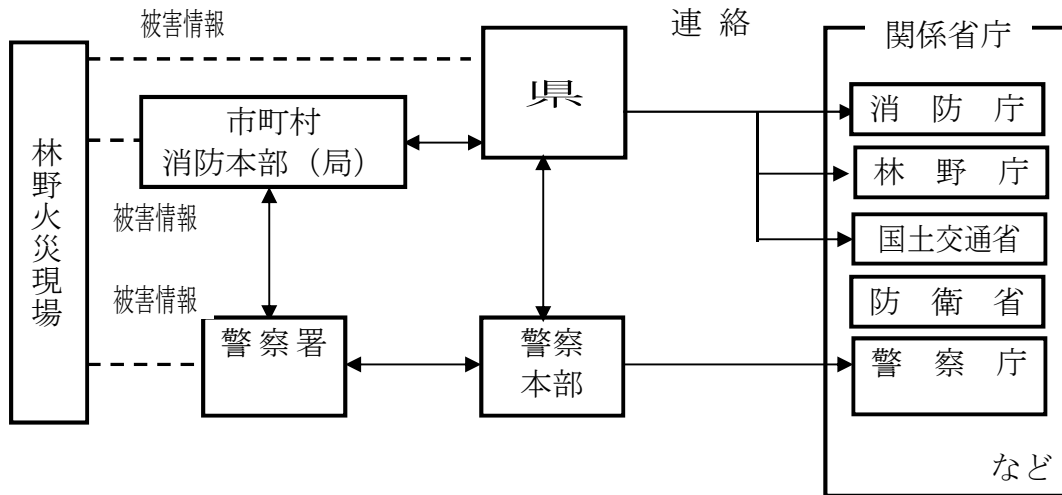 被害情報
連 絡
関係省庁
県
市町村
消防本部（局）
消 防 庁
林 野 庁
国土交通省
防 衛 省
警 察 庁
など
林野火災現場
被害情報
被害情報
警察署
警察
本部